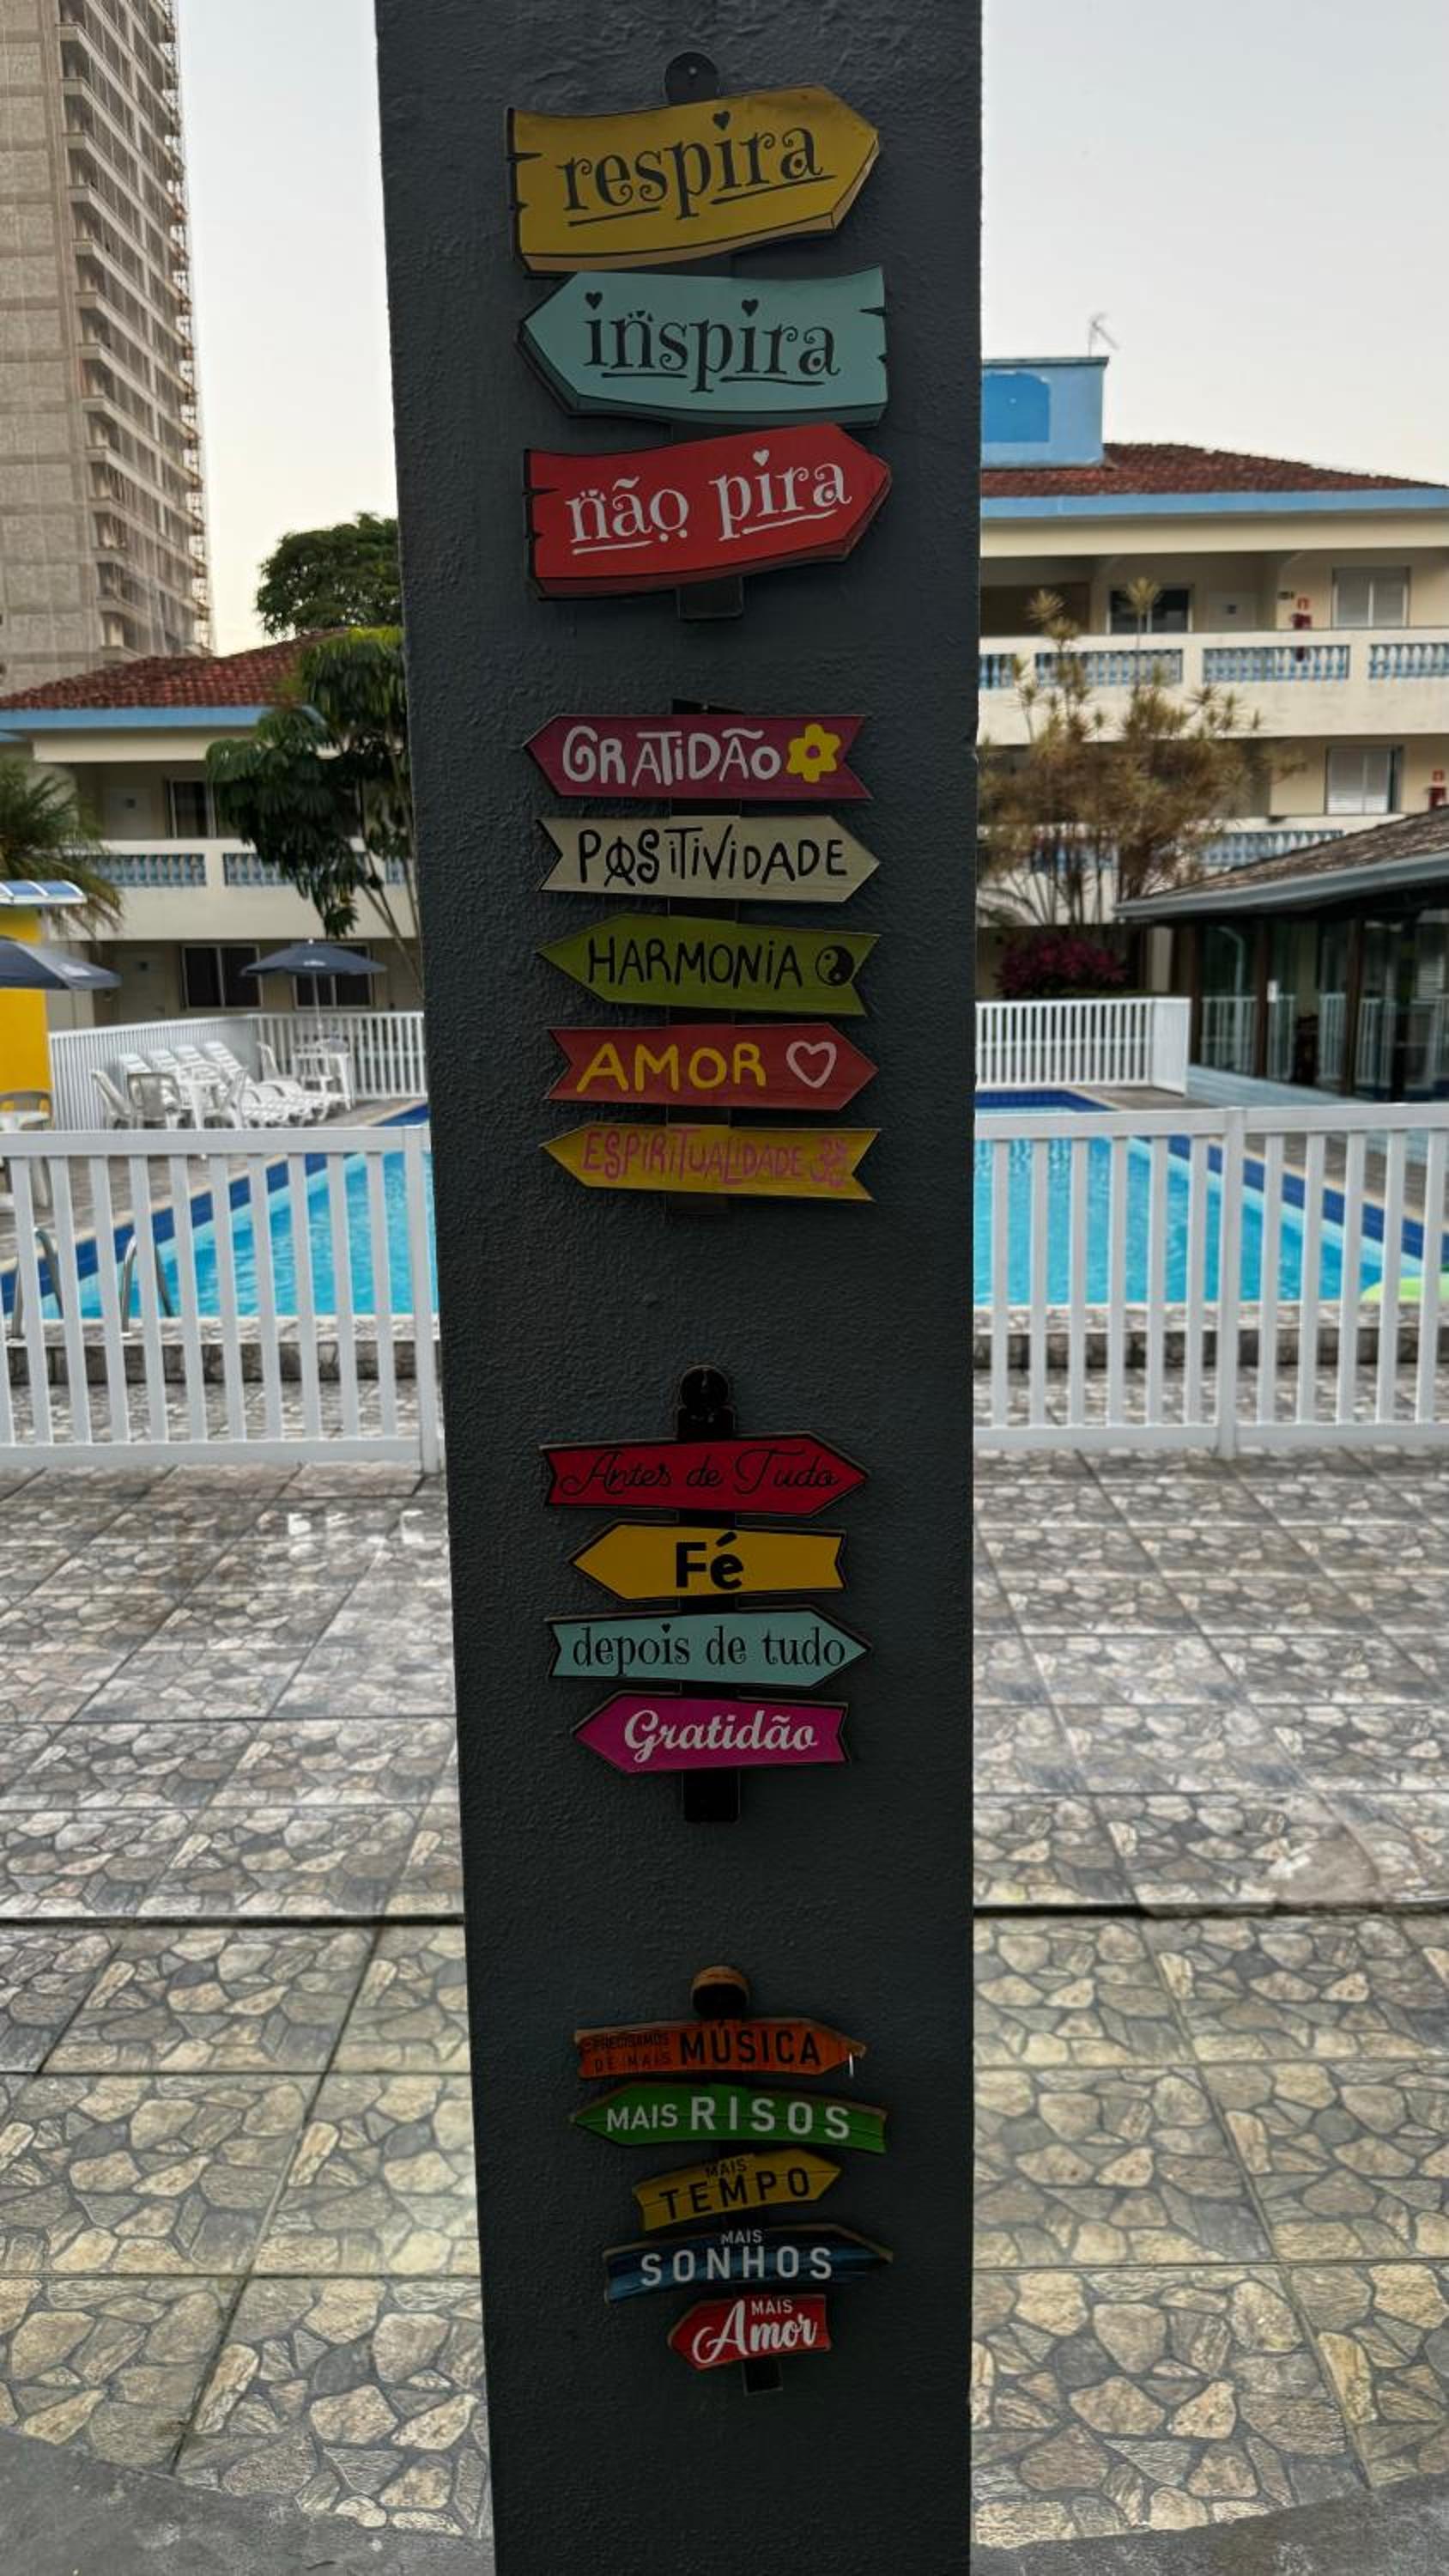 respira
inspira
não pira
GRATIDÃO
POSITIVIDADE
HARMONIA
AMOR
ESPIRITUALIDADE
Antes de Tudo
Fé
depois de tudo
Gratidão
PRECISAMOS
DE MAIS MÚSICA
MAIS RISOS
MAIS
TEMPO
MAIS
SONHOS
MAIS
Amor